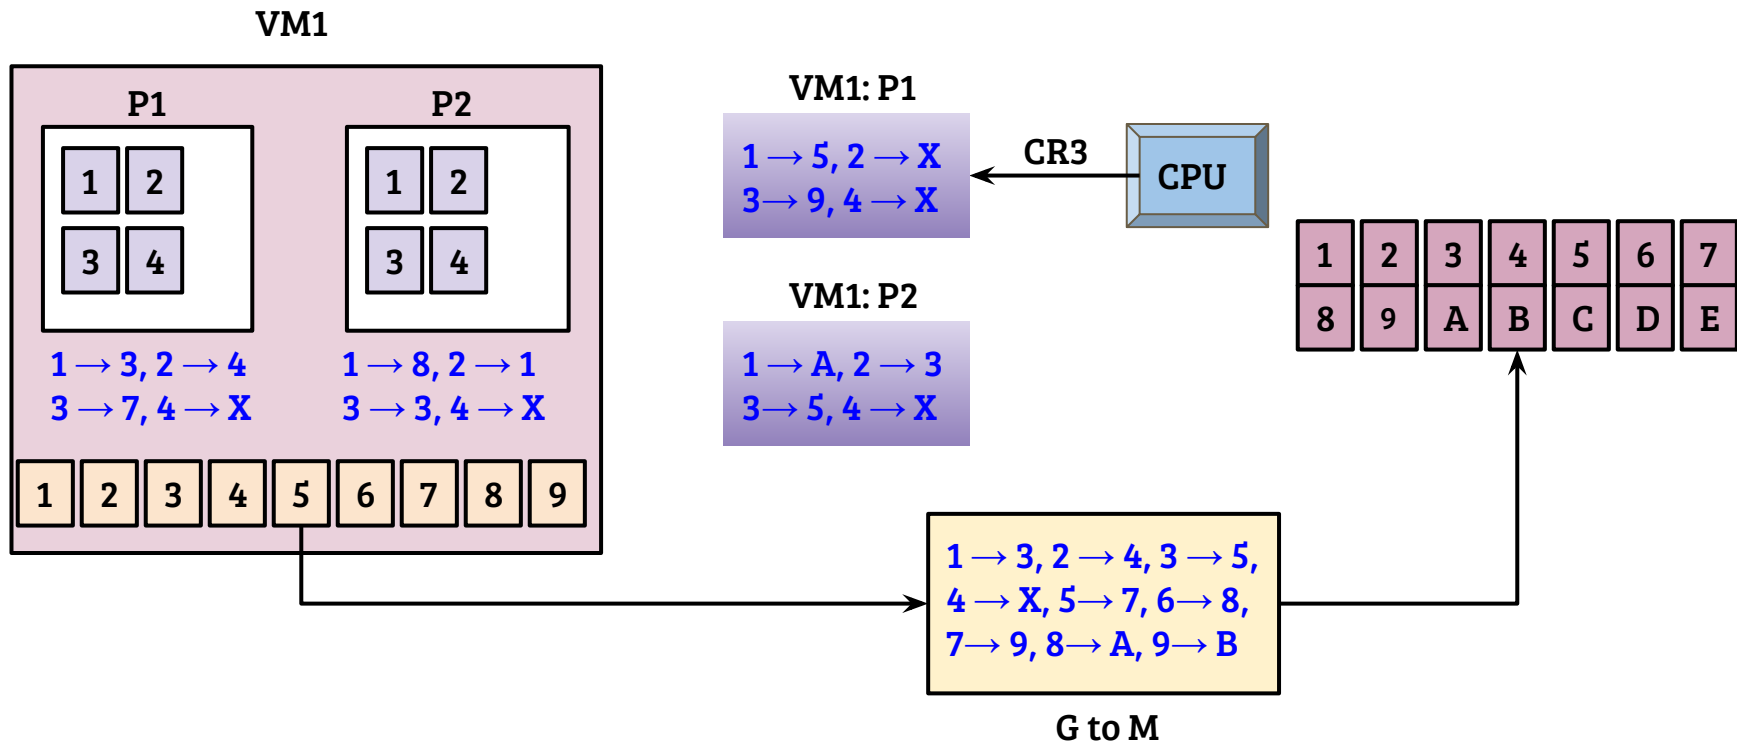 VM1
P1
P2
1 2
3 4
1 2
3 4
1 → 3, 2 → 4
3 → 7, 4 → X
1 → 8, 2 → 1
3 → 3, 4 → X
1 2 3 4 5 6 7 8 9
VM1: P1
1 → 5, 2 → X
3→ 9, 4 → X
CR3
CPU
VM1: P2
1 → A, 2 → 3
3→ 5, 4 → X
1 2 3 4 5 6 7
8 9 A B C D E
1 → 3, 2 → 4, 3 → 5,
4 → X, 5→ 7, 6→ 8,
7→ 9, 8→ A, 9→ B
G to M